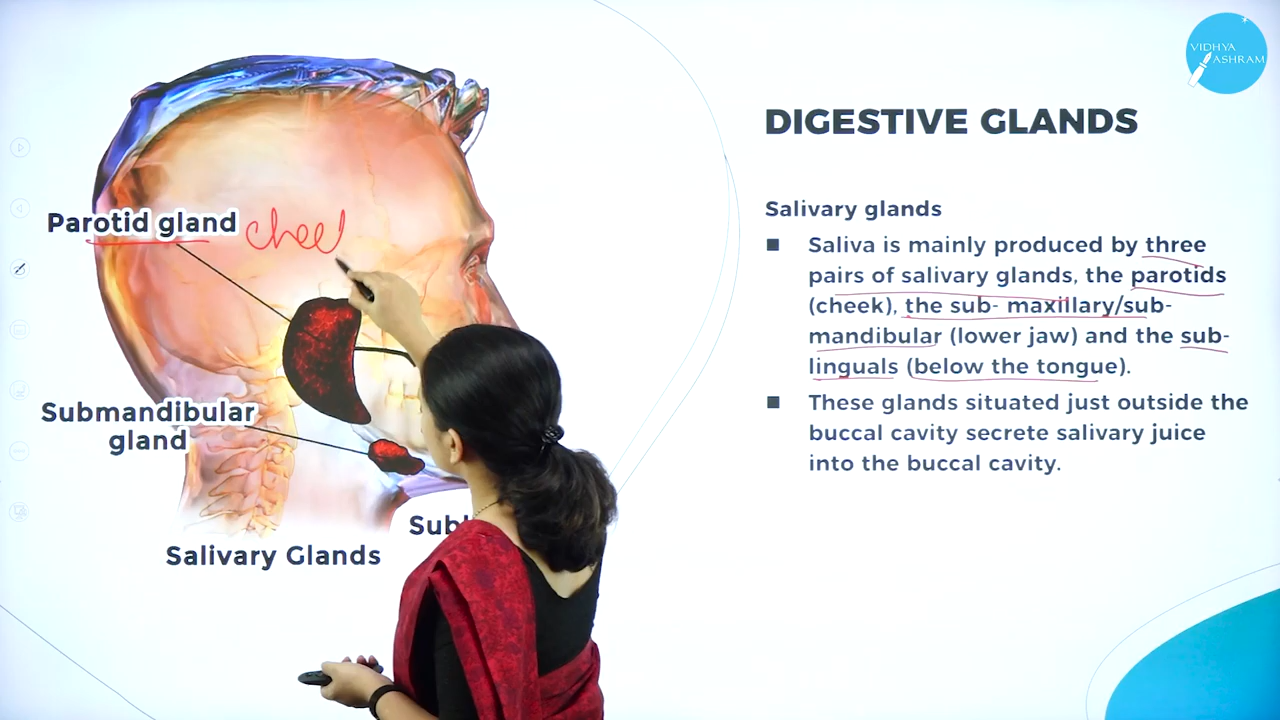 VIDHYA
ASHRAM
DIGESTIVE GLANDS
Parotid gland
chee
Submandibular
gland
Salivary Glands
Salivary glands
Saliva is mainly produced by three
pairs of salivary glands, the parotids
(cheek), the sub- maxillary/sub-
mandibular (lower jaw) and the sub-
linguals (below the tongue).
These glands situated just outside the
buccal cavity secrete salivary juice
into the buccal cavity.